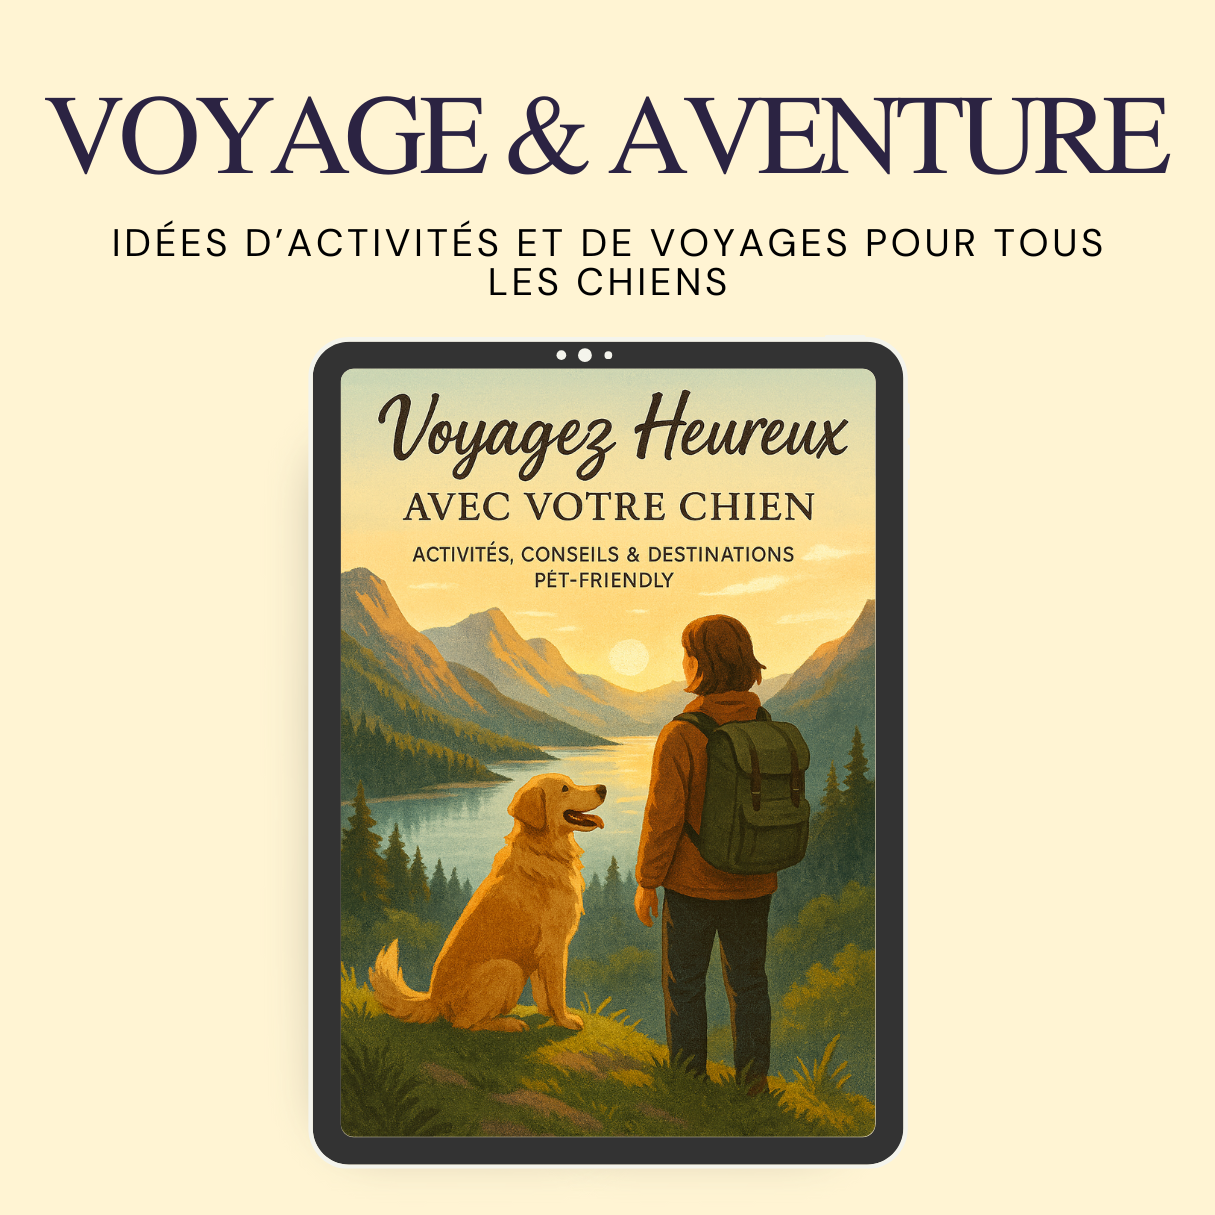 VOYAGE & AVENTURE
IDÉES D’ACTIVITÉS ET DE VOYAGES POUR TOUS
LES CHIENS
Voyagez Heureux
AVEC VOTRE CHIEN
ACTIVITÉS, CONSEILS & DESTINATIONS
PÉT-FRIENDLY